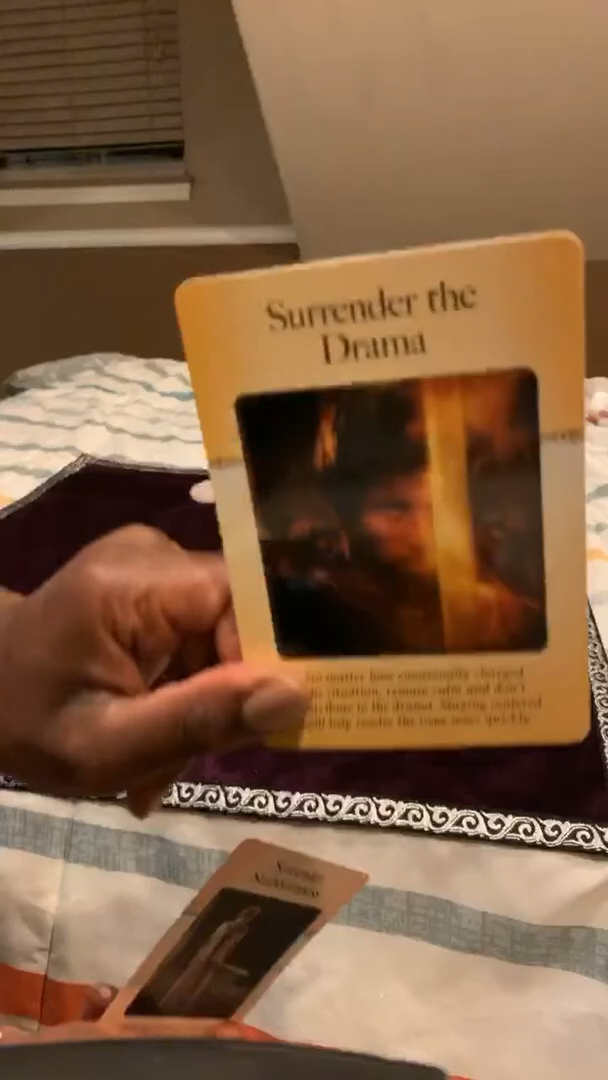 Surrender the
Drama
no matter how emotionally charged
the situation, remain calm and don't
contribute to the drama. Staying centered
will help resolve the issue more quickly.